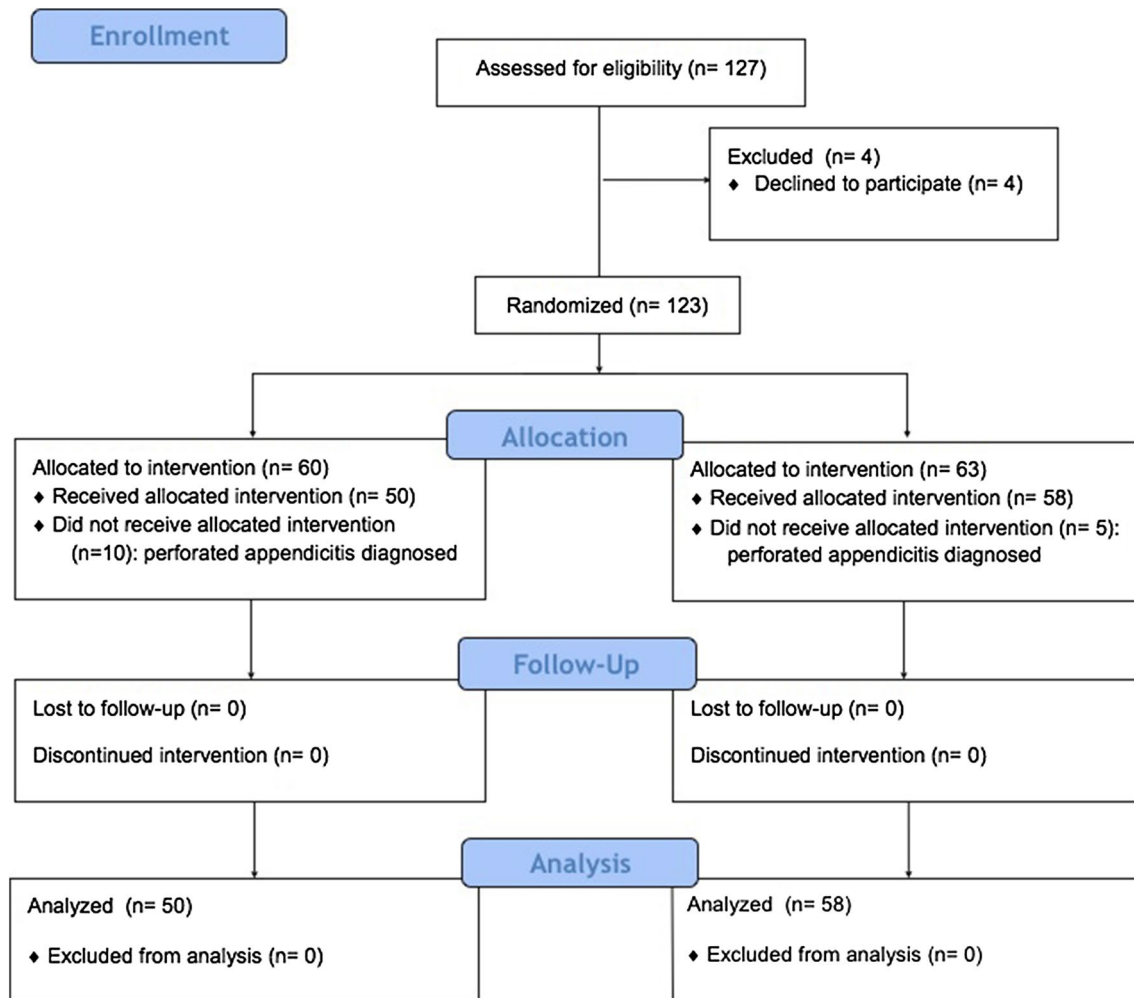 Enrollment
Assessed for eligibility (n= 127)
Excluded (n= 4)
♦ Declined to participate (n= 4)
Randomized (n= 123)
Allocation
Allocated to intervention (n= 60)
♦ Received allocated intervention (n= 50)
♦ Did not receive allocated intervention
(n=10): perforated appendicitis diagnosed
Allocated to intervention (n= 63)
♦ Received allocated intervention (n= 58)
♦ Did not receive allocated intervention (n= 5):
perforated appendicitis diagnosed
Follow-Up
Lost to follow-up (n= 0)
Discontinued intervention (n= 0)
Lost to follow-up (n= 0)
Discontinued intervention (n= 0)
Analysis
Analyzed (n= 50)
♦ Excluded from analysis (n= 0)
Analyzed (n= 58)
♦ Excluded from analysis (n= 0)